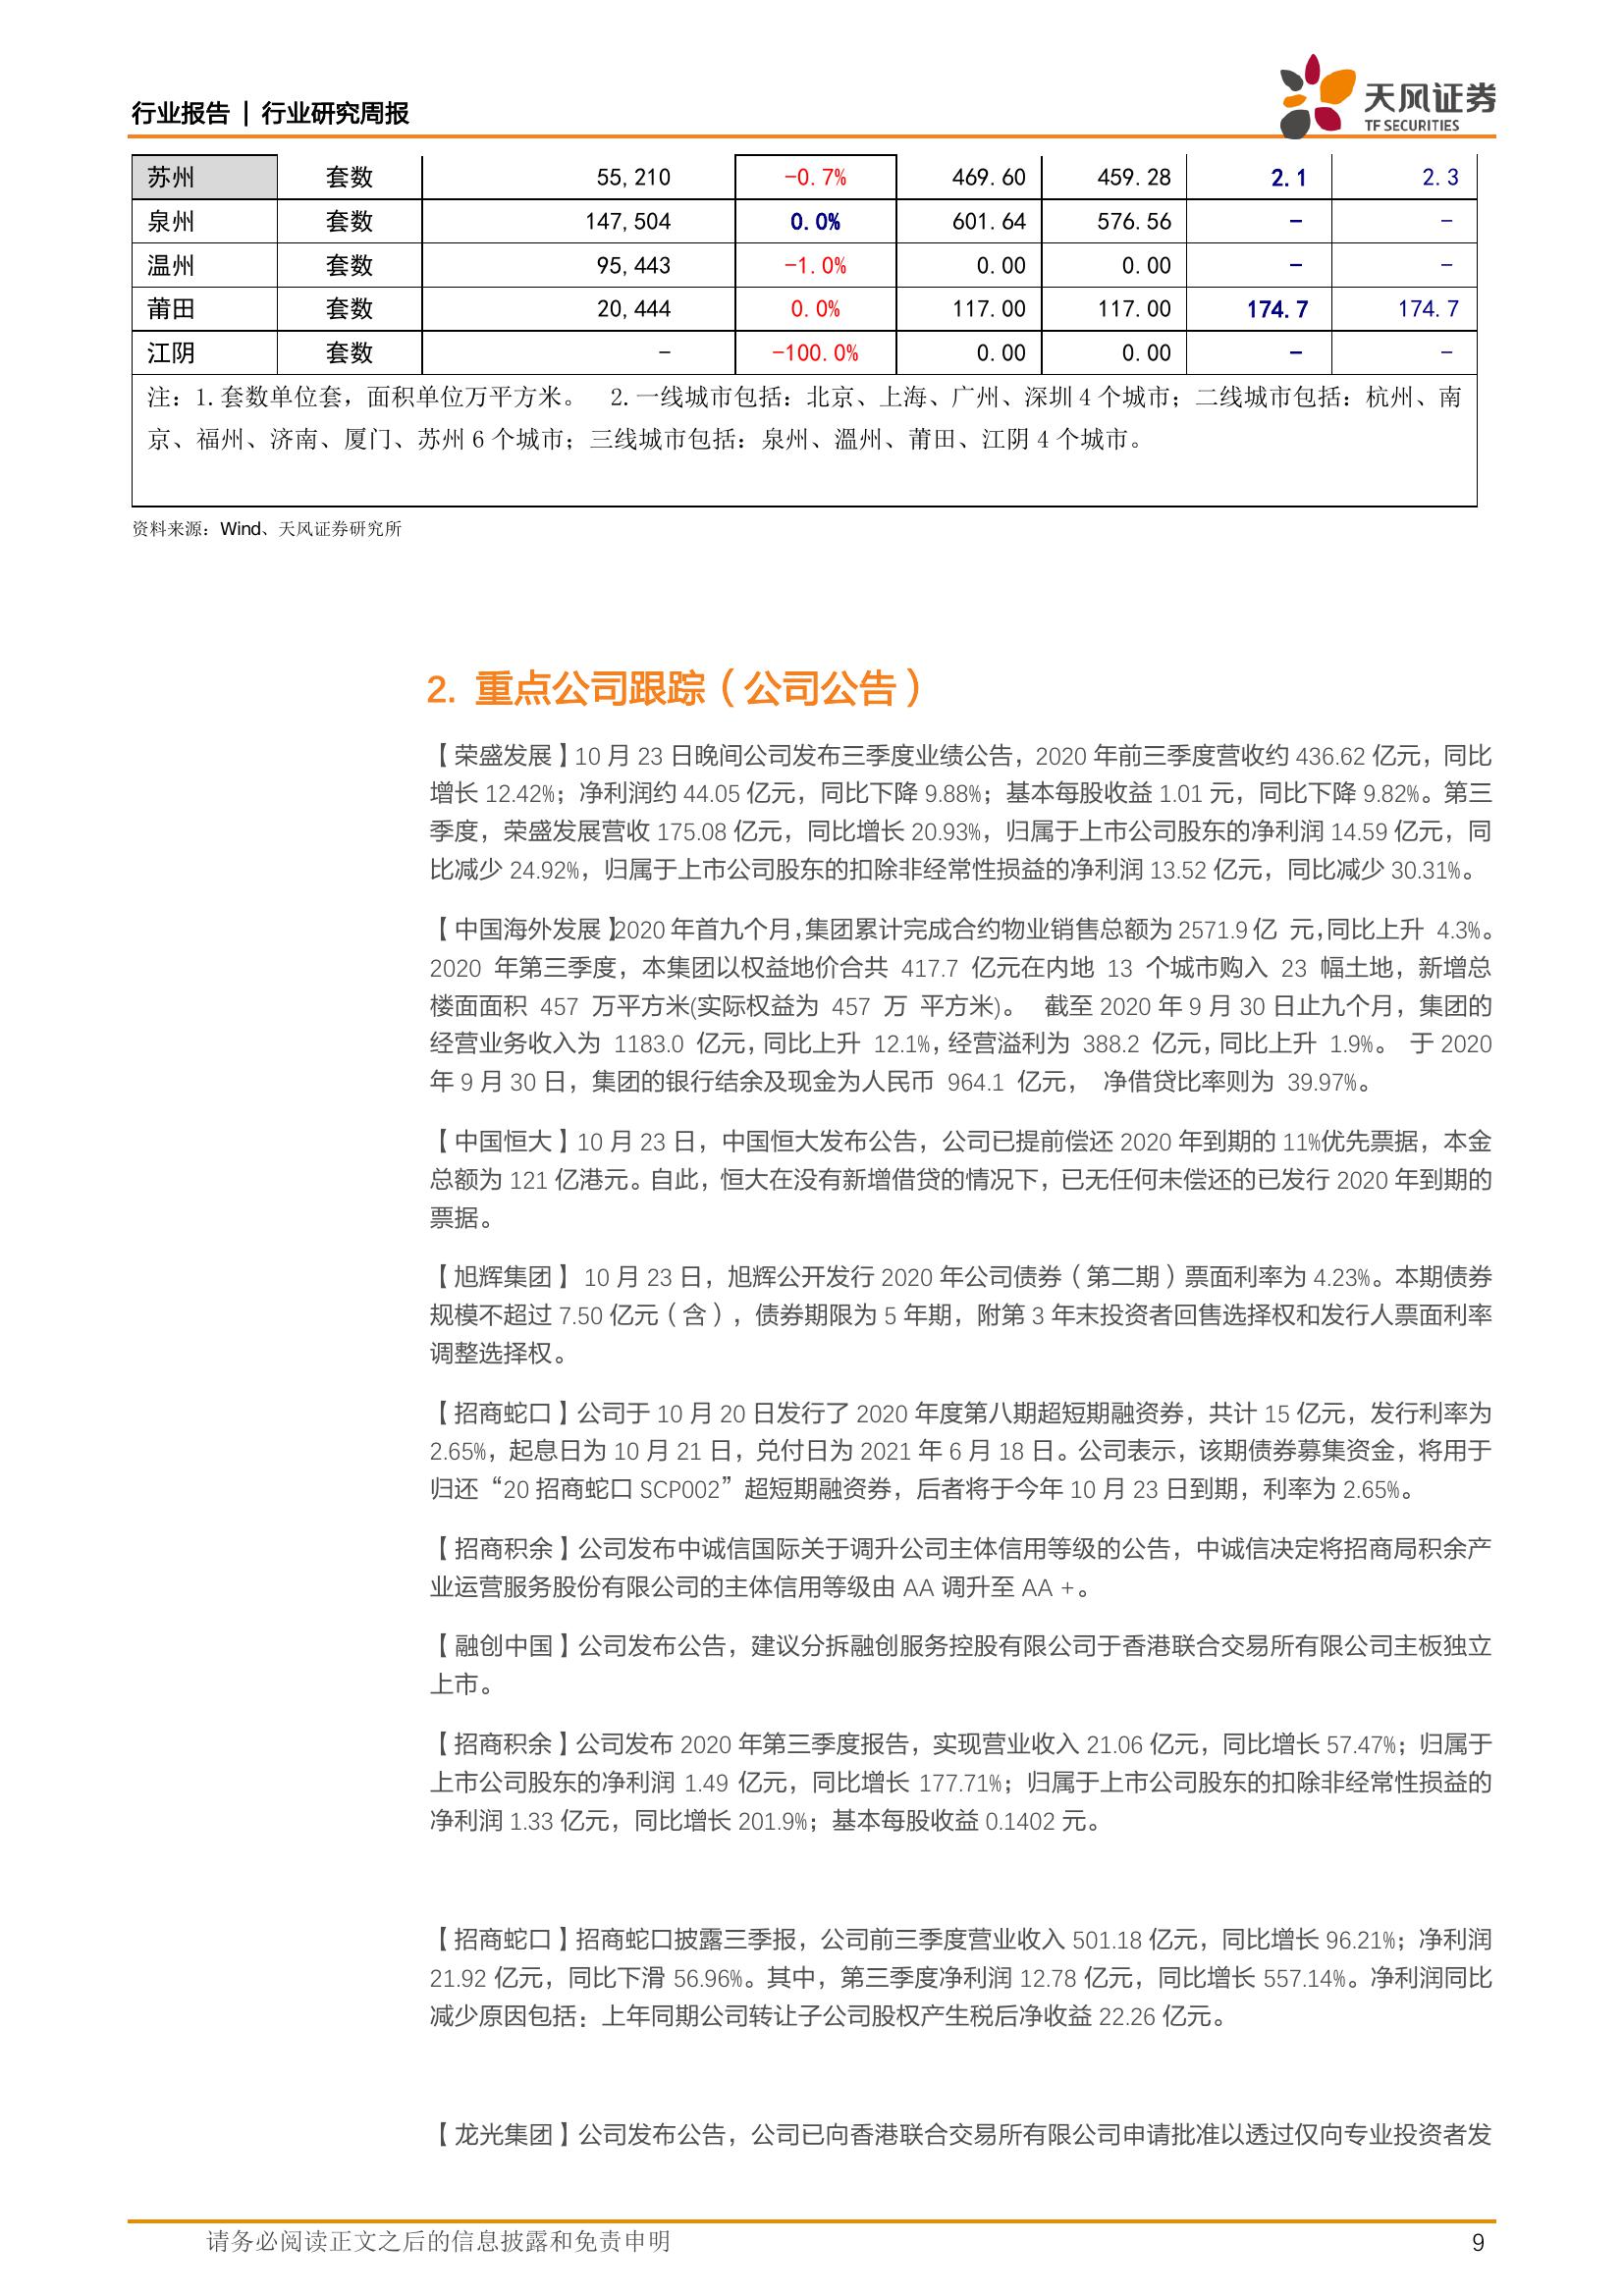 行业报告 | 行业研究周报
天风证券
TF SECURITIES
苏州 套数 55,210 -0.7% 469.60 459.28 2.1 2.3
泉州 套数 147,504 0.0% 601.64 576.56 - -
温州 套数 95,443 -1.0% 0.00 0.00 - -
莆田 套数 20,444 0.0% 117.00 117.00 174.7 174.7
江阴 套数 - -100.0% 0.00 0.00 - -
注：1.套数单位套，面积单位万平方米。 2.一线城市包括：北京、上海、广州、深圳 4 个城市；二线城市包括：杭州、南
京、福州、济南、厦门、苏州 6 个城市；三线城市包括：泉州、温州、莆田、江阴 4 个城市。
资料来源：Wind、天风证券研究所
2. 重点公司跟踪（公司公告）
【荣盛发展】10 月 23 日晚间公司发布三季度业绩公告，2020 年前三季度营收约 436.62 亿元，同比
增长 12.42%；净利润约 44.05 亿元，同比下降 9.88%；基本每股收益 1.01 元，同比下降 9.82%。第三
季度，荣盛发展营收 175.08 亿元，同比增长 20.93%，归属于上市公司股东的净利润 14.59 亿元，同
比减少 24.92%，归属于上市公司股东的扣除非经常性损益的净利润 13.52 亿元，同比减少 30.31%。
【中国海外发展】2020 年首九个月,集团累计完成合约物业销售总额为 2571.9 亿 元,同比上升 4.3%。
2020 年第三季度，本集团以权益地价合共 417.7 亿元在内地 13 个城市购入 23 幅土地，新增总
楼面面积 457 万平方米(实际权益为 457 万 平方米)。 截至 2020 年 9 月 30 日止九个月，集团的
经营业务收入为 1183.0 亿元,同比上升 12.1%,经营溢利为 388.2 亿元,同比上升 1.9%。 于 2020
年 9 月 30 日，集团的银行结余及现金为人民币 964.1 亿元， 净借贷比率则为 39.97%。
【中国恒大】10 月 23 日，中国恒大发布公告，公司已提前偿还 2020 年到期的 11%优先票据，本金
总额为 121 亿港元。自此，恒大在没有新增借贷的情况下，已无任何未偿还的已发行 2020 年到期的
票据。
【旭辉集团】 10 月 23 日，旭辉公开发行 2020 年公司债券（第二期）票面利率为 4.23%。本期债券
规模不超过 7.50 亿元（含），债券期限为 5 年期，附第 3 年末投资者回售选择权和发行人票面利率
调整选择权。
【招商蛇口】公司于 10 月 20 日发行了 2020 年度第八期超短期融资券，共计 15 亿元，发行利率为
2.65%，起息日为 10 月 21 日，兑付日为 2021 年 6 月 18 日。公司表示，该期债券募集资金，将用于
归还“20 招商蛇口 SCP002”超短期融资券，后者将于今年 10 月 23 日到期，利率为 2.65%。
【招商积余】公司发布中诚信国际关于调升公司主体信用等级的公告，中诚信决定将招商局积余产
业运营服务股份有限公司的主体信用等级由 AA 调升至 AA +。
【融创中国】公司发布公告，建议分拆融创服务控股有限公司于香港联合交易所有限公司主板独立
上市。
【招商积余】公司发布 2020 年第三季度报告，实现营业收入 21.06 亿元，同比增长 57.47%；归属于
上市公司股东的净利润 1.49 亿元，同比增长 177.71%；归属于上市公司股东的扣除非经常性损益的
净利润 1.33 亿元，同比增长 201.9%；基本每股收益 0.1402 元。
【招商蛇口】招商蛇口披露三季报，公司前三季度营业收入 501.18 亿元，同比增长 96.21%；净利润
21.92 亿元，同比下滑 56.96%。其中，第三季度净利润 12.78 亿元，同比增长 557.14%。净利润同比
减少原因包括：上年同期公司转让子公司股权产生税后净收益 22.26 亿元。
【龙光集团】公司发布公告，公司已向香港联合交易所有限公司申请批准以透过仅向专业投资者发
请务必阅读正文之后的信息披露和免责申明 9